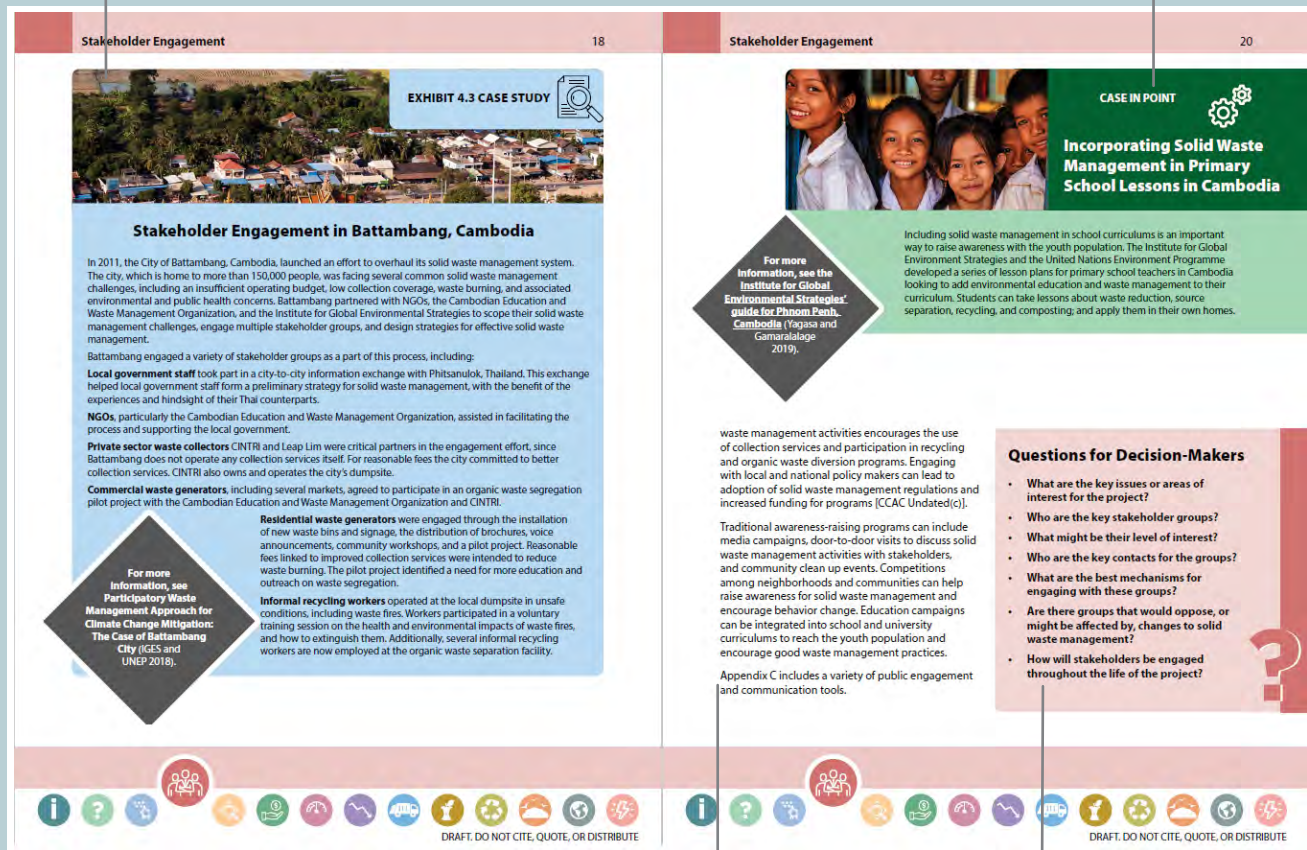 Stakeholder Engagement 18
EXHIBIT 4.3 CASE STUDY
Stakeholder Engagement in Battambang, Cambodia
In 2011, the City of Battambang, Cambodia, launched an effort to overhaul its solid waste management system.
The city, which is home to more than 150,000 people, was facing several common solid waste management
challenges, including an insufficient operating budget, low collection coverage, waste burning, and associated
environmental and public health concerns. Battambang partnered with NGOs, the Cambodian Education and
Waste Management Organization, and the Institute for Global Environmental Strategies to scope their solid waste
management challenges, engage multiple stakeholder groups, and design strategies for effective solid waste
management.
Battambang engaged a variety of stakeholder groups as a part of this process, including:
Local government staff took part in a city-to-city information exchange with Phitsanulok, Thailand. This exchange
helped local government staff form a preliminary strategy for solid waste management, with the benefit of the
experiences and hindsight of their Thai counterparts.
NGOs, particularly the Cambodian Education and Waste Management Organization, assisted in facilitating the
process and supporting the local government.
Private sector waste collectors CINTRI and Leap Lim were critical partners in the engagement effort, since
Battambang does not operate any collection services itself. For reasonable fees the city committed to better
collection services. CINTRI also owns and operates the city's dumpsite.
Commercial waste generators, including several markets, agreed to participate in an organic waste segregation
pilot project with the Cambodian Education and Waste Management Organization and CINTRI.
Residential waste generators were engaged through the installation
of new waste bins and signage, the distribution of brochures, voice
announcements, community workshops, and a pilot project. Reasonable
fees linked to improved collection services were intended to reduce
waste burning. The pilot project identified a need for more education and
outreach on waste segregation.
Informal recycling workers operated at the local dumpsite in unsafe
conditions, including waste fires. Workers participated in a voluntary
training session on the health and environmental impacts of waste fires,
and how to extinguish them. Additionally, several informal recycling
workers are now employed at the organic waste separation facility.
For more
Information, see
Participatory Waste
Management Approach for
Climate Change Mitigation:
The Case of Battambang
City (IGES and
UNEP 2018).
DRAFT. DO NOT CITE, QUOTE, OR DISTRIBUTE
Stakeholder Engagement 20
CASE IN POINT
Incorporating Solid Waste
Management in Primary
School Lessons in Cambodia
Including solid waste management in school curriculums is an important
way to raise awareness with the youth population. The Institute for Global
Environment Strategies and the United Nations Environment Programme
developed a series of lesson plans for primary school teachers in Cambodia
looking to add environmental education and waste management to their
curriculum. Students can take lessons about waste reduction, source
separation, recycling, and composting; and apply them in their own homes.
For more
Information, see the
Institute for Global
Environmental Strategies'
guide for Phnom Penh,
Cambodia (Yagasa and
Gamaralalage
2019).
waste management activities encourages the use
of collection services and participation in recycling
and organic waste diversion programs. Engaging
with local and national policy makers can lead to
adoption of solid waste management regulations and
increased funding for programs [CCAC Undated(c)].
Traditional awareness-raising programs can include
media campaigns, door-to-door visits to discuss solid
waste management activities with stakeholders,
and community clean up events. Competitions
among neighborhoods and communities can help
raise awareness for solid waste management and
encourage behavior change. Education campaigns
can be integrated into school and university
curriculums to reach the youth population and
encourage good waste management practices.
Appendix C includes a variety of public engagement
and communication tools.
Questions for Decision-Makers
• What are the key issues or areas of
interest for the project?
• Who are the key stakeholder groups?
• What might be their level of interest?
• Who are the key contacts for the groups?
• What are the best mechanisms for
engaging with these groups?
• Are there groups that would oppose, or
might be affected by, changes to solid
waste management?
• How will stakeholders be engaged
throughout the life of the project?
DRAFT. DO NOT CITE, QUOTE, OR DISTRIBUTE